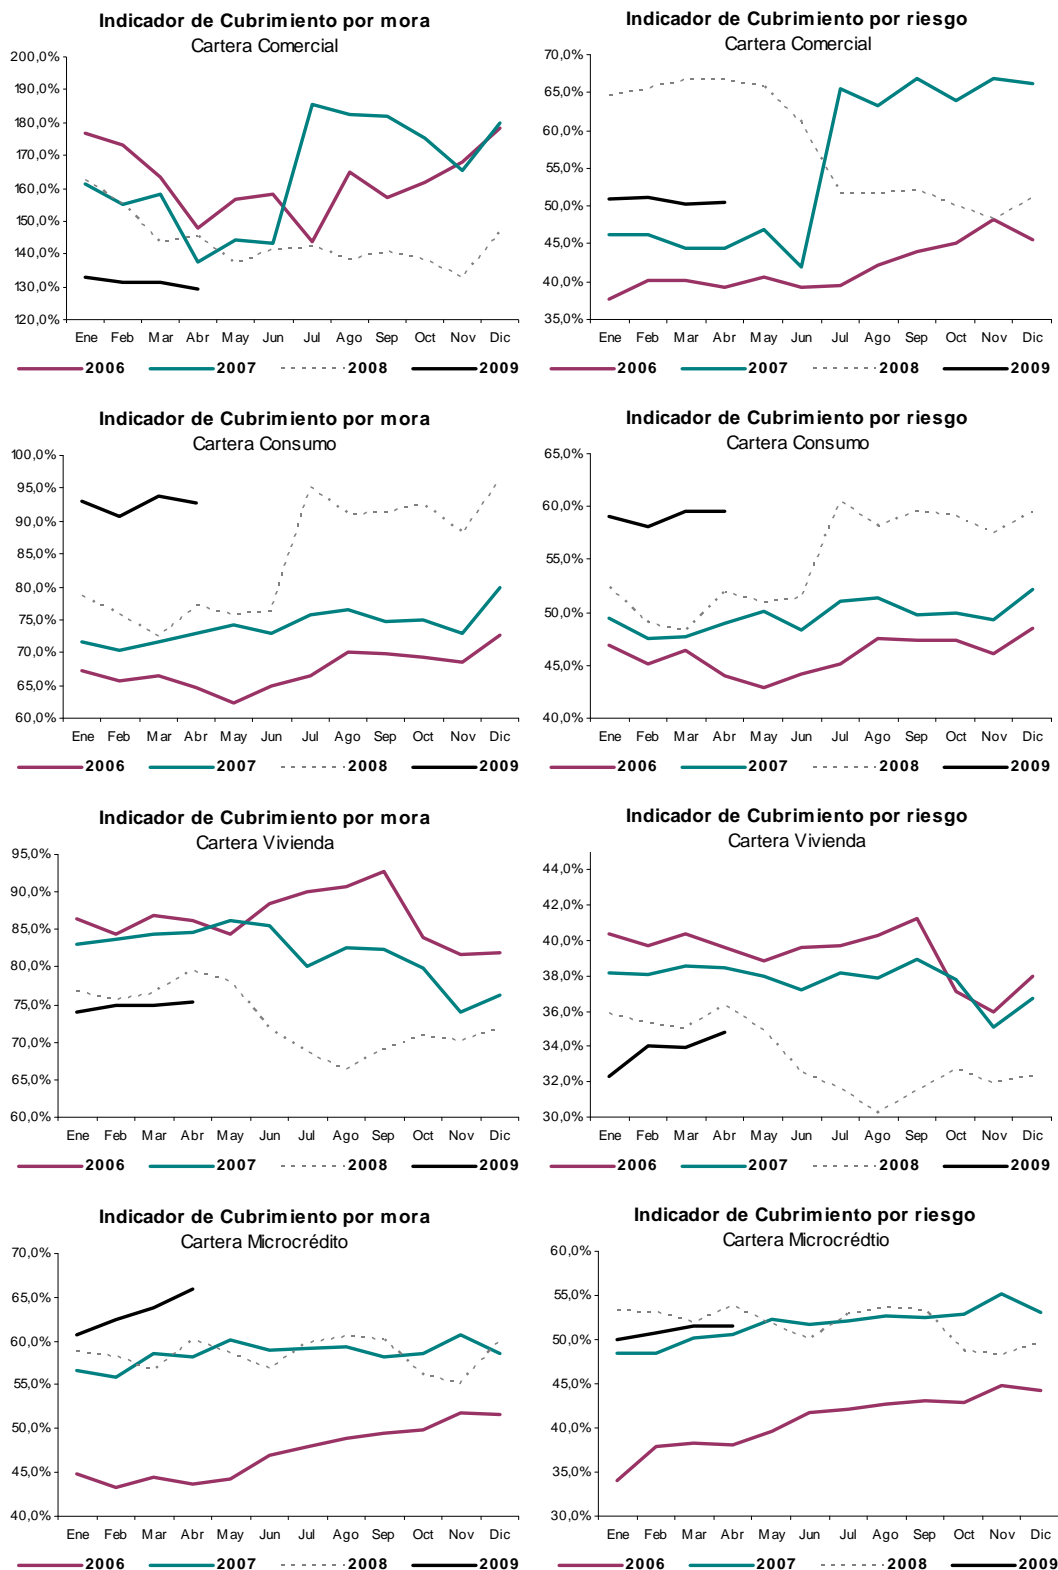 Indicador de Cubrimiento por mora
Cartera Comercial
200,0%
190,0%
180,0%
170,0%
160,0%
150,0%
140,0%
130,0%
120,0%
Ene Feb Mar Abr May Jun Jul Ago Sep Oct Nov Dic
2006 2007 2008 2009
Indicador de Cubrimiento por riesgo
Cartera Comercial
70,0%
65,0%
60,0%
55,0%
50,0%
45,0%
40,0%
35,0%
Ene Feb Mar Abr May Jun Jul Ago Sep Oct Nov Dic
2006 2007 2008 2009
Indicador de Cubrimiento por mora
Cartera Consumo
100,0%
95,0%
90,0%
85,0%
80,0%
75,0%
70,0%
65,0%
60,0%
Ene Feb Mar Abr May Jun Jul Ago Sep Oct Nov Dic
2006 2007 2008 2009
Indicador de Cubrimiento por riesgo
Cartera Consumo
65,0%
60,0%
55,0%
50,0%
45,0%
40,0%
Ene Feb Mar Abr May Jun Jul Ago Sep Oct Nov Dic
2006 2007 2008 2009
Indicador de Cubrimiento por mora
Cartera Vivienda
95,0%
90,0%
85,0%
80,0%
75,0%
70,0%
65,0%
60,0%
Ene Feb Mar Abr May Jun Jul Ago Sep Oct Nov Dic
2006 2007 2008 2009
Indicador de Cubrimiento por riesgo
Cartera Vivienda
44,0%
42,0%
40,0%
38,0%
36,0%
34,0%
32,0%
30,0%
Ene Feb Mar Abr May Jun Jul Ago Sep Oct Nov Dic
2006 2007 2008 2009
Indicador de Cubrimiento por mora
Cartera Microcrédito
70,0%
65,0%
60,0%
55,0%
50,0%
45,0%
40,0%
Ene Feb Mar Abr May Jun Jul Ago Sep Oct Nov Dic
2006 2007 2008 2009
Indicador de Cubrimiento por riesgo
Cartera Microcrédtio
60,0%
55,0%
50,0%
45,0%
40,0%
35,0%
30,0%
Ene Feb Mar Abr May Jun Jul Ago Sep Oct Nov Dic
2006 2007 2008 2009